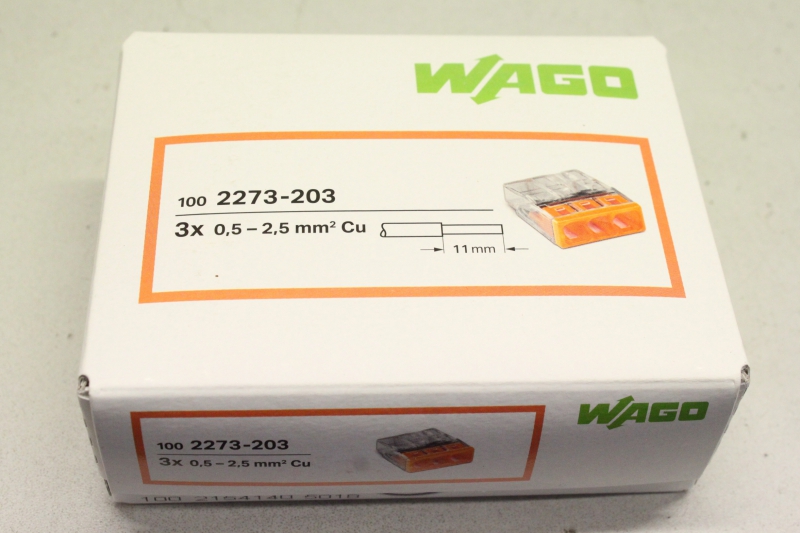 WAGO
100 2273-203
3x 0,5 – 2,5 mm² Cu
11 mm
WAGO
100 2273-203
3x 0,5 – 2,5 mm² Cu
100